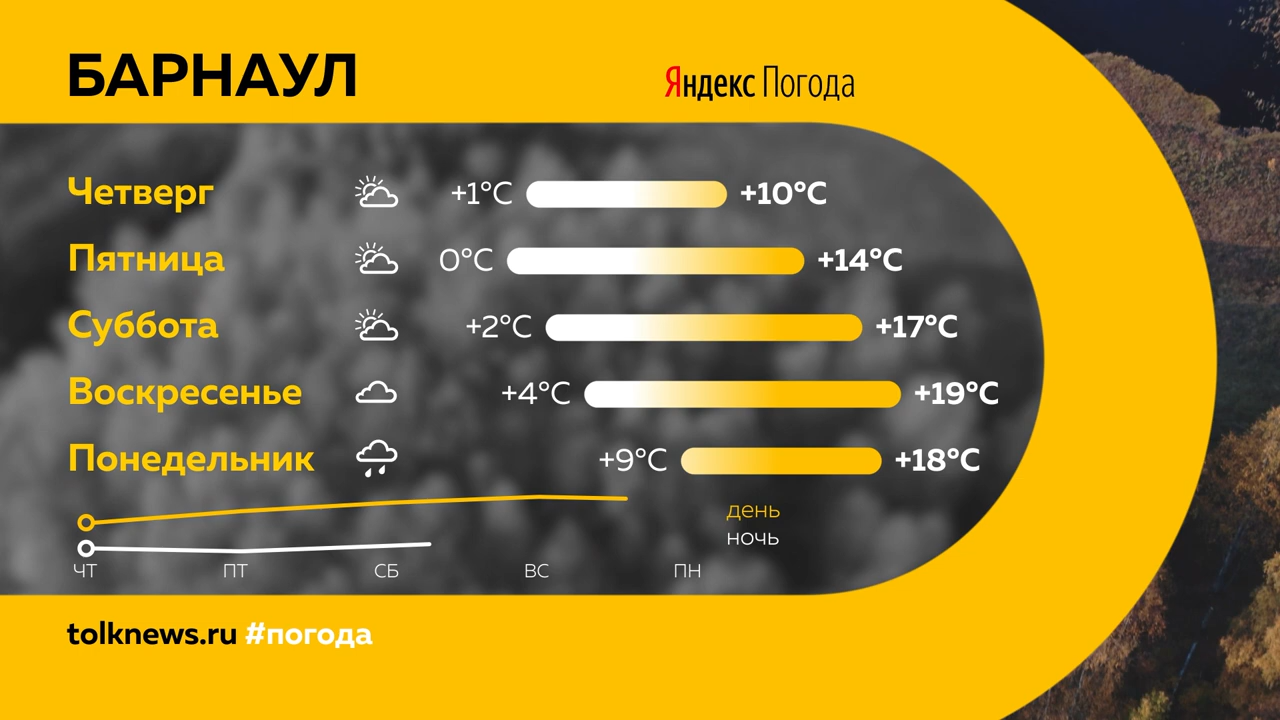 БАРНАУЛ
Яндекс Погода
Четверг +1°C +10°C
Пятница 0°C +14°C
Суббота +2°C +17°C
Воскресенье +4°C +19°C
Понедельник +9°C +18°C
день
ночь
ЧТ ПТ СБ ВС ПН
tolknews.ru #погода